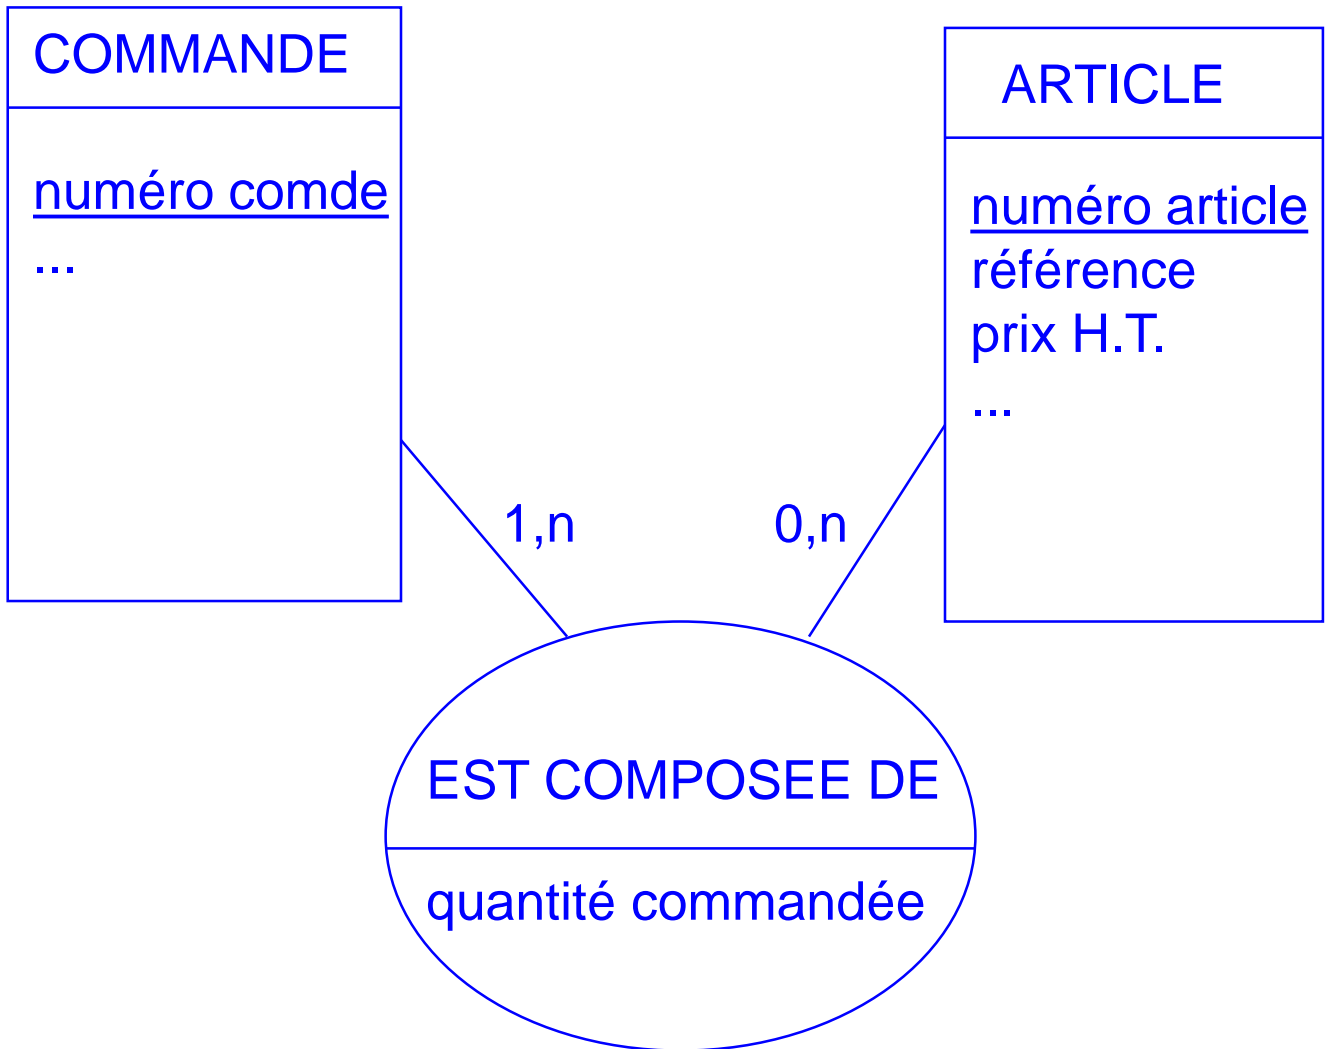 COMMANDE
numéro comde
...
ARTICLE
numéro article
référence
prix H.T.
...
1,n
0,n
EST COMPOSEE DE
quantité commandée